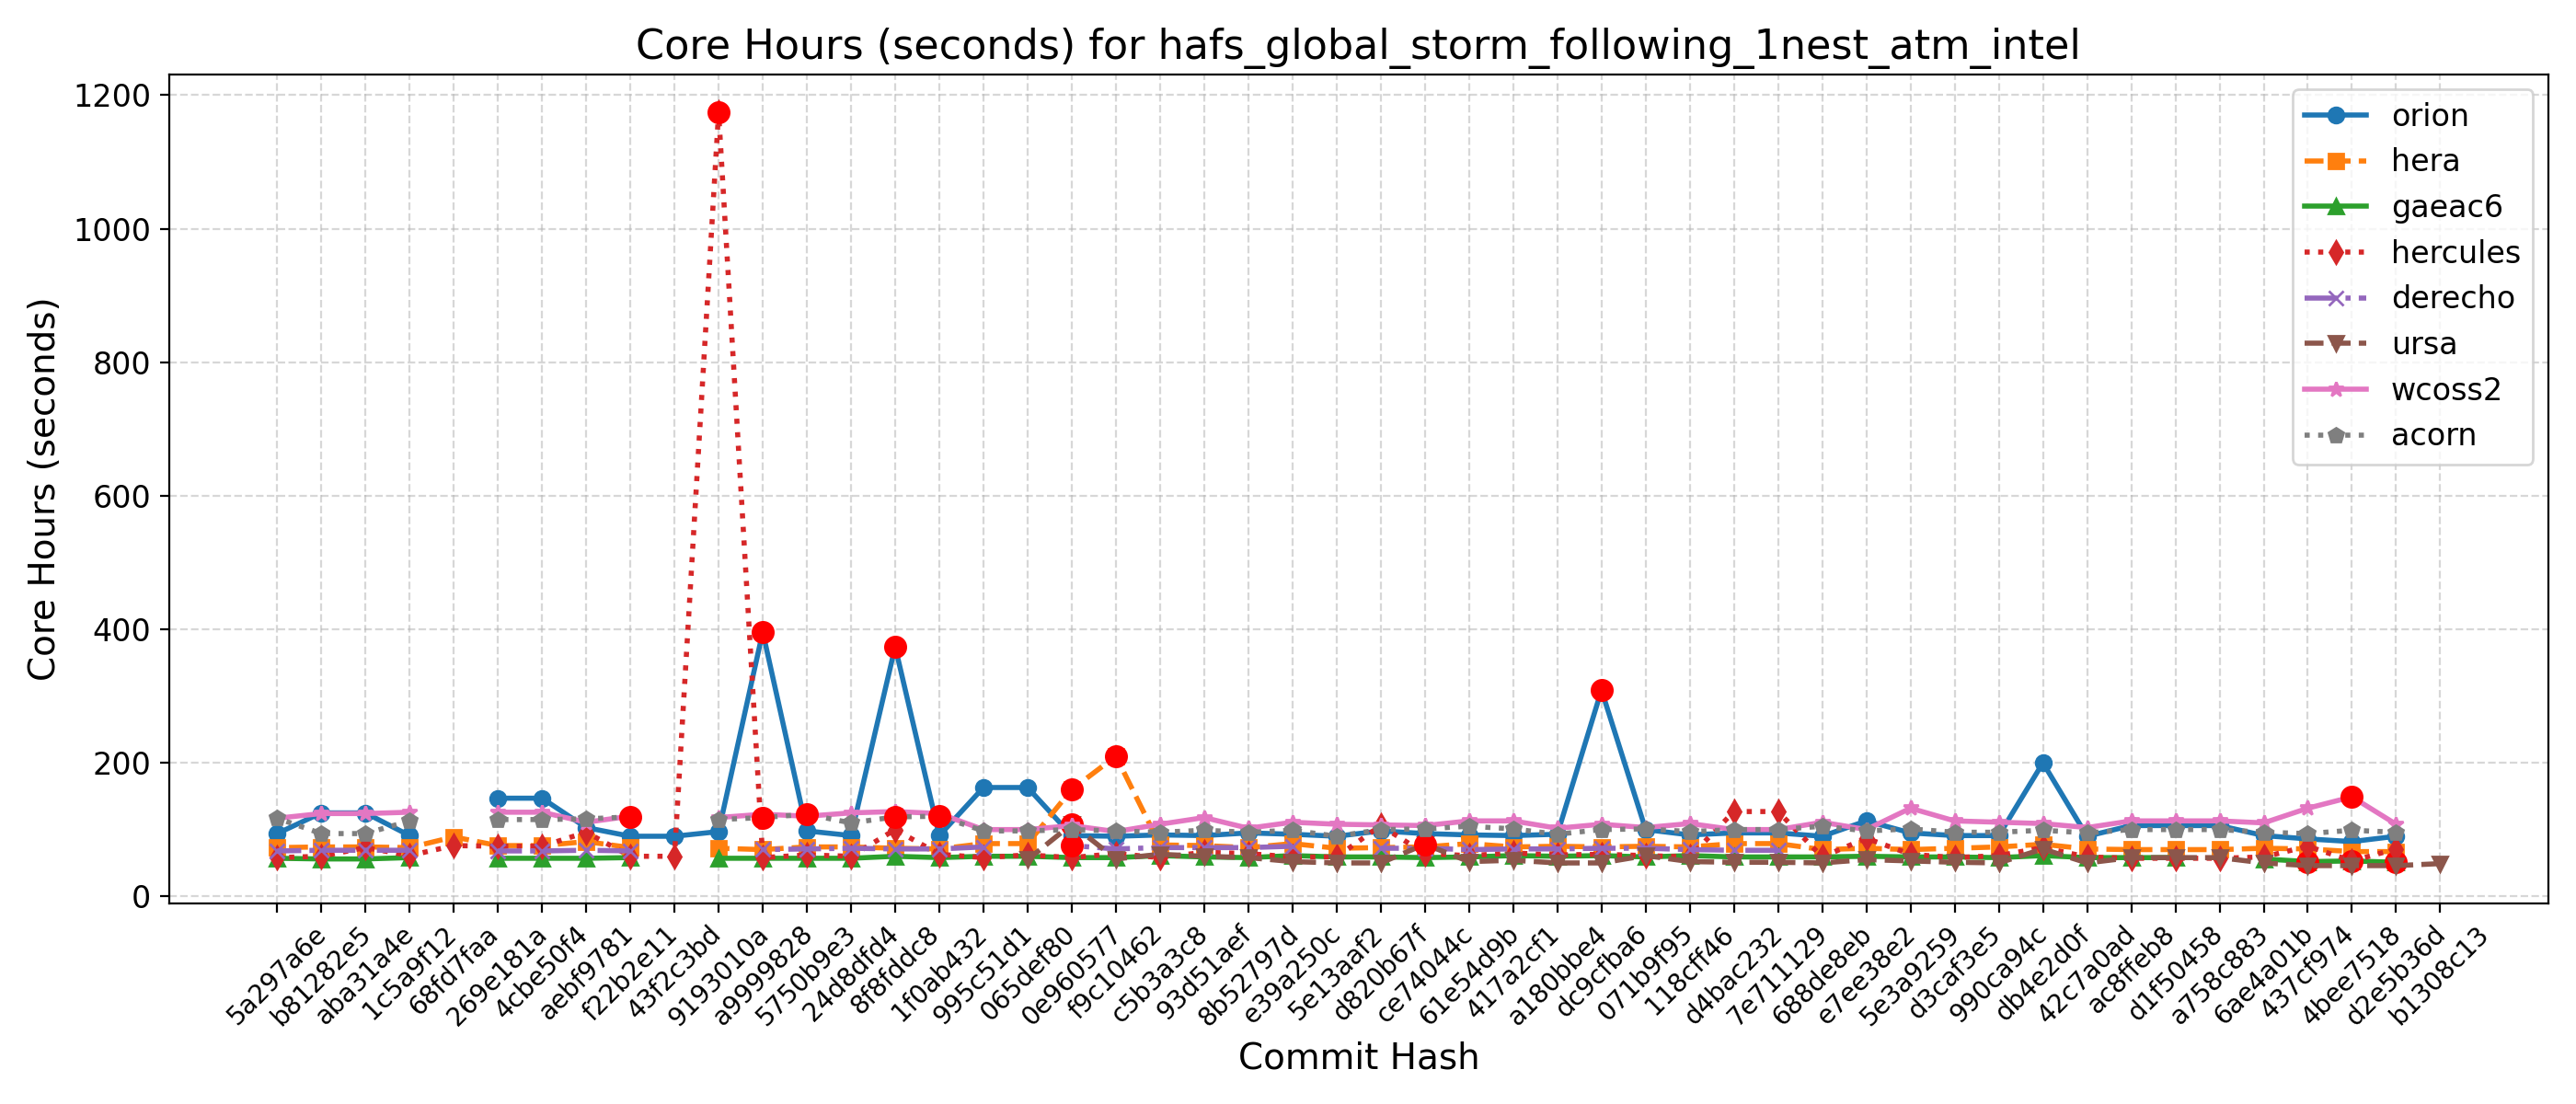 Core Hours (seconds) for hafs_global_storm_following_1nest_atm_intel
Core Hours (seconds)
1200
1000
800
600
400
200
0
orion
hera
gaeac6
hercules
derecho
ursa
wcoss2
acorn
5a297a6e
b81282e5
aba31a4e
1c5a9f12
68fd7faa
269e181a
4cbe50f4
aebf9781
f22b2e11
43f2c3bd
9193010a
a9999828
5750b9e3
24d8dfd4
8f8fddc8
1f0ab432
995c51d1
065def80
0e960577
f9c10462
c5b3a3c8
93d51aef
8b52797d
e39a250c
5e13aaf2
d820b67f
ce74044c
61e54d9b
417a2cf1
a180bbe4
dc9cfba6
071b9f95
118cff46
d4bac232
7e711129
688de8eb
e7ee38e2
5e3a9259
d3caf3e5
990ca94c
db4e2d0f
42c7a0ad
ac8ffeb8
d1f50458
a758c883
6ae4a01b
437cf974
4bee7518
d2e5b36d
b1308c13
Commit Hash